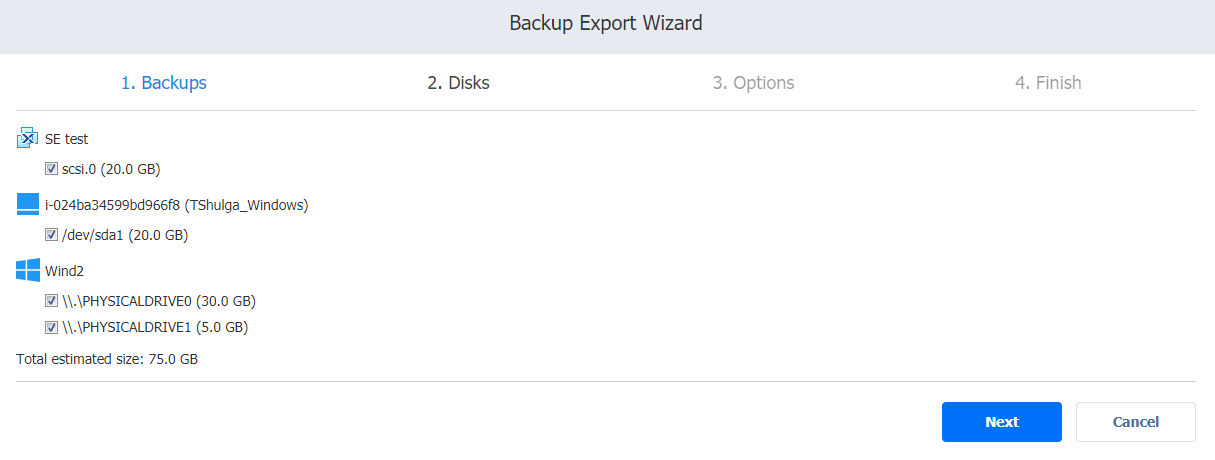 Backup Export Wizard
1. Backups 2. Disks 3. Options 4. Finish
SE test
scsi.0 (20.0 GB)
i-024ba34599bd966f8 (TShulga_Windows)
/dev/sda1 (20.0 GB)
Wind2
\\.\PHYSICALDRIVE0 (30.0 GB)
\\.\PHYSICALDRIVE1 (5.0 GB)
Total estimated size: 75.0 GB
Next Cancel